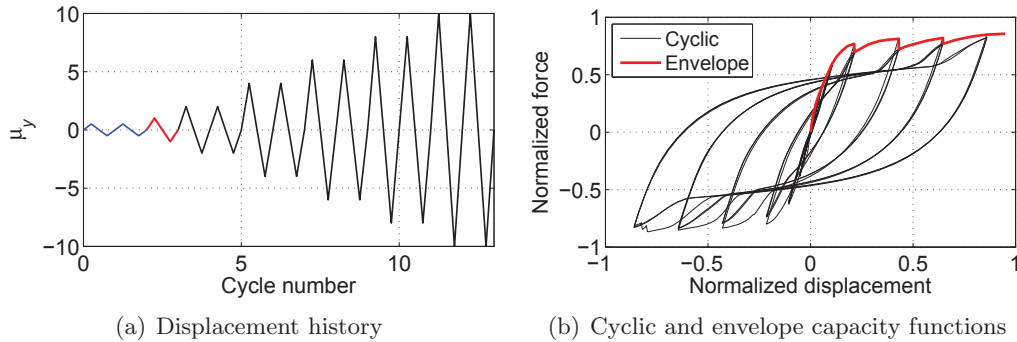 10
5
0
−5
−10
μy
0
5
10
Cycle number
(a) Displacement history
1
0.5
0
−0.5
−1
Normalized force
Cyclic
Envelope
−1
−0.5
0
0.5
1
Normalized displacement
(b) Cyclic and envelope capacity functions